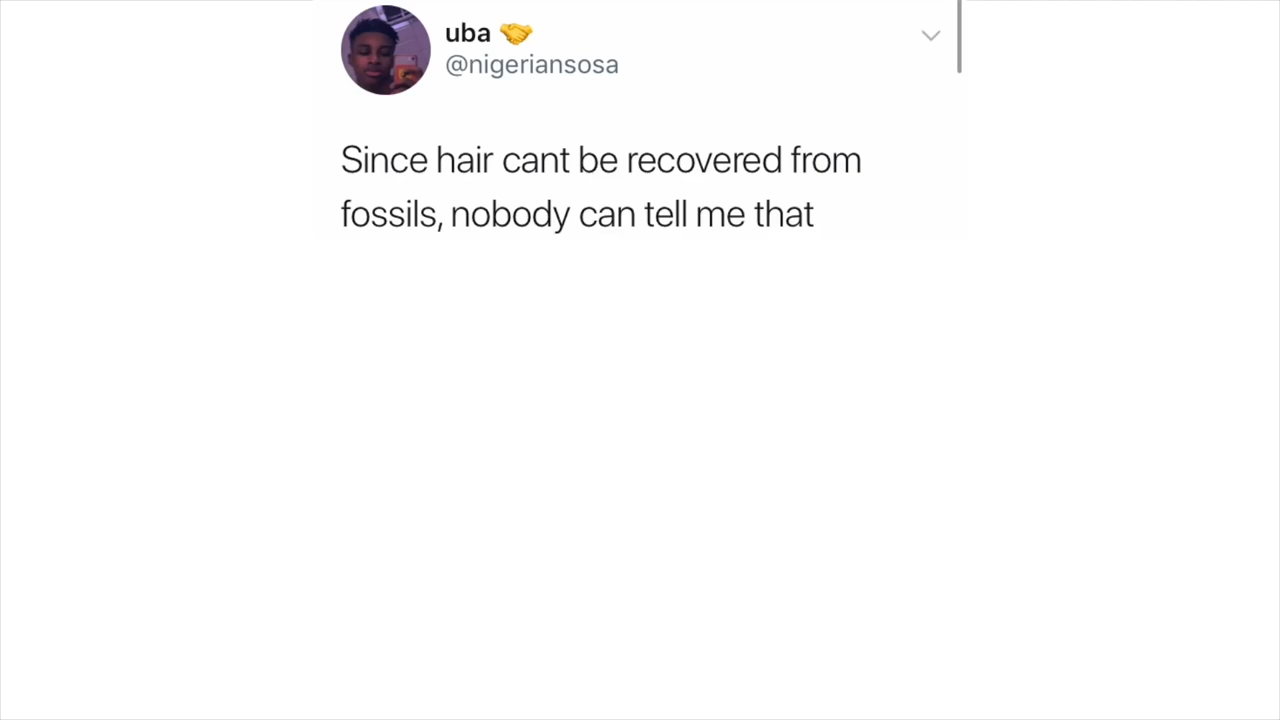 uba 🤝
@nigeriansosa
Since hair cant be recovered from
fossils, nobody can tell me that